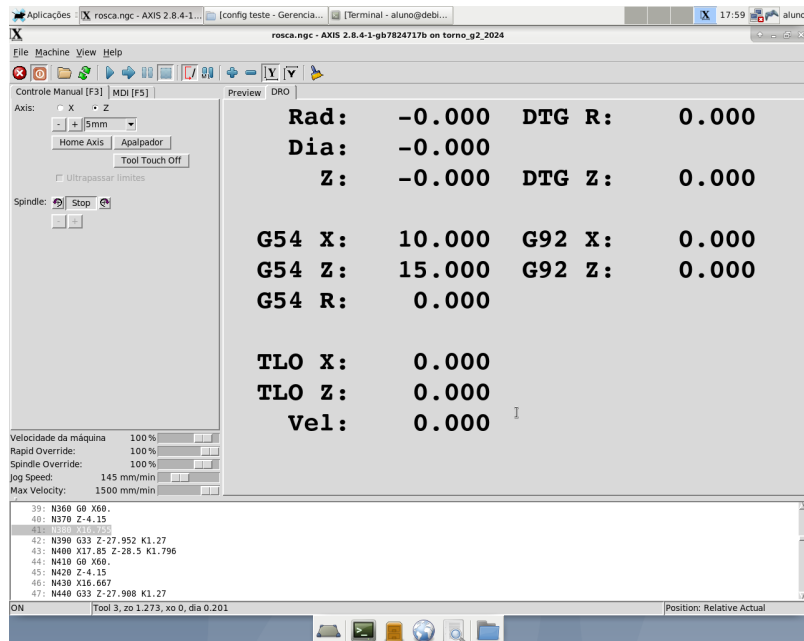 Aplicações : rosca.ngc - AXIS 2.8.4-1... [config teste - Gerencia... [Terminal - aluno@debi... 17:59 aluno
rosca.ngc - AXIS 2.8.4-1-gb7824717b on torno_g2_2024
File Machine View Help
Controle Manual [F3] MDI [F5] Preview DRO
Axis: X Z
- + 5mm
Home Axis Apalpador
Tool Touch Off
Ultrapassar limites
Spindle: Stop
- +
Rad: -0.000 DTG R: 0.000
Dia: -0.000
Z: -0.000 DTG Z: 0.000
G54 X: 10.000 G92 X: 0.000
G54 Z: 15.000 G92 Z: 0.000
G54 R: 0.000
TLO X: 0.000
TLO Z: 0.000
Vel: 0.000
Velocidade da máquina 100 %
Rapid Override: 100 %
Spindle Override: 100 %
Jog Speed: 145 mm/min
Max Velocity: 1500 mm/min
39: N360 G0 X60.
40: N370 Z-4.15
41: N380 X16.755
42: N390 G33 Z-27.952 K1.27
43: N400 X17.85 Z-28.5 K1.796
44: N410 G0 X60.
45: N420 Z-4.15
46: N430 X16.667
47: N440 G33 Z-27.908 K1.27
ON Tool 3, zo 1.273, xo 0, dia 0.201 Position: Relative Actual